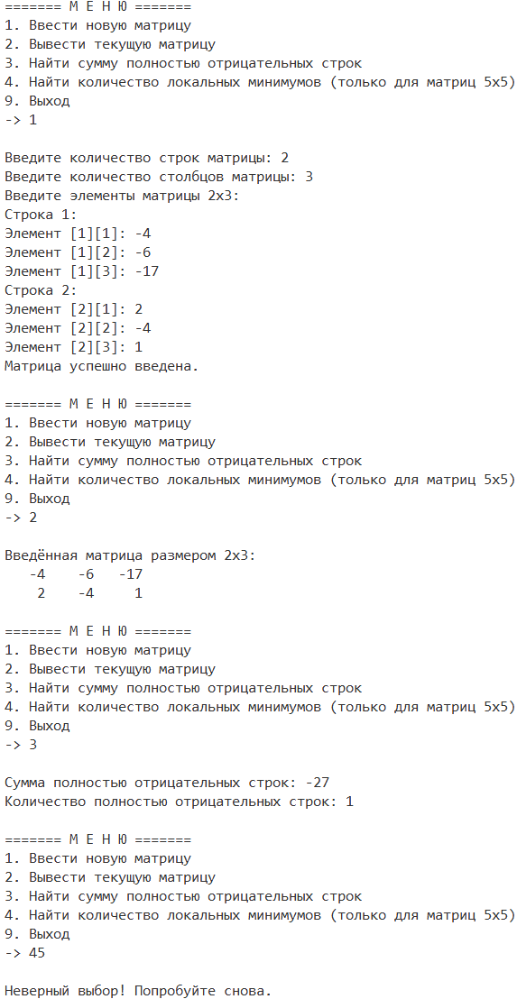 ======= М Е Н Ю =======
1. Ввести новую матрицу
2. Вывести текущую матрицу
3. Найти сумму полностью отрицательных строк
4. Найти количество локальных минимумов (только для матриц 5x5)
9. Выход
-> 1

Введите количество строк матрицы: 2
Введите количество столбцов матрицы: 3
Введите элементы матрицы 2x3:
Строка 1:
Элемент [1][1]: -4
Элемент [1][2]: -6
Элемент [1][3]: -17
Строка 2:
Элемент [2][1]: 2
Элемент [2][2]: -4
Элемент [2][3]: 1
Матрица успешно введена.

======= М Е Н Ю =======
1. Ввести новую матрицу
2. Вывести текущую матрицу
3. Найти сумму полностью отрицательных строк
4. Найти количество локальных минимумов (только для матриц 5x5)
9. Выход
-> 2

Введённая матрица размером 2x3:
   -4    -6   -17
    2    -4     1

======= М Е Н Ю =======
1. Ввести новую матрицу
2. Вывести текущую матрицу
3. Найти сумму полностью отрицательных строк
4. Найти количество локальных минимумов (только для матриц 5x5)
9. Выход
-> 3

Сумма полностью отрицательных строк: -27
Количество полностью отрицательных строк: 1

======= М Е Н Ю =======
1. Ввести новую матрицу
2. Вывести текущую матрицу
3. Найти сумму полностью отрицательных строк
4. Найти количество локальных минимумов (только для матриц 5x5)
9. Выход
-> 45

Неверный выбор! Попробуйте снова.